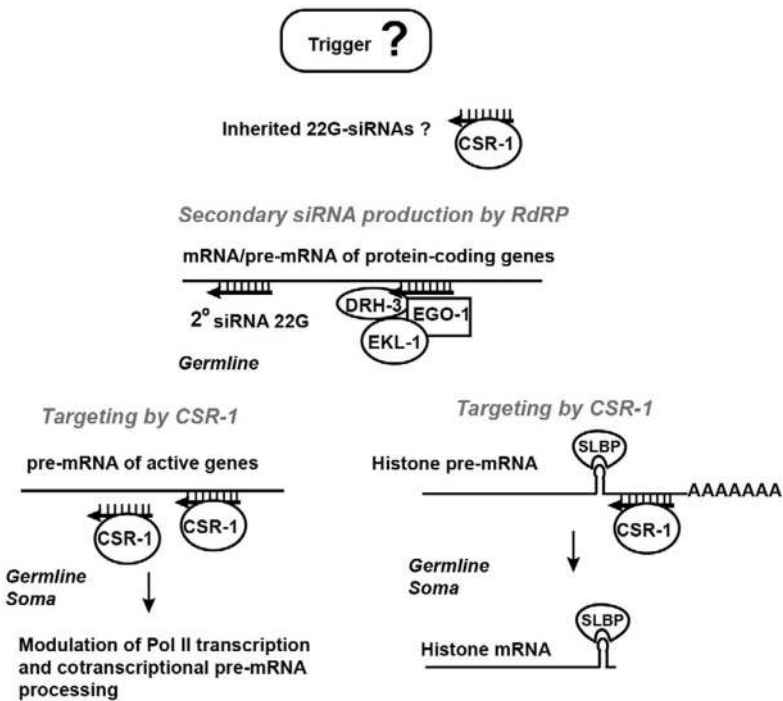 Trigger ?
Inherited 22G-siRNAs ?
CSR-1
Secondary siRNA production by RdRP
mRNA/pre-mRNA of protein-coding genes
DRH-3
EGO-1
2° siRNA 22G
EKL-1
Germline
Targeting by CSR-1
pre-mRNA of active genes
CSR-1
CSR-1
Germline
Soma
Modulation of Pol II transcription
and cotranscriptional pre-mRNA
processing
Targeting by CSR-1
SLBP
Histone pre-mRNA
AAAAAAA
CSR-1
Germline
Soma
SLBP
Histone mRNA